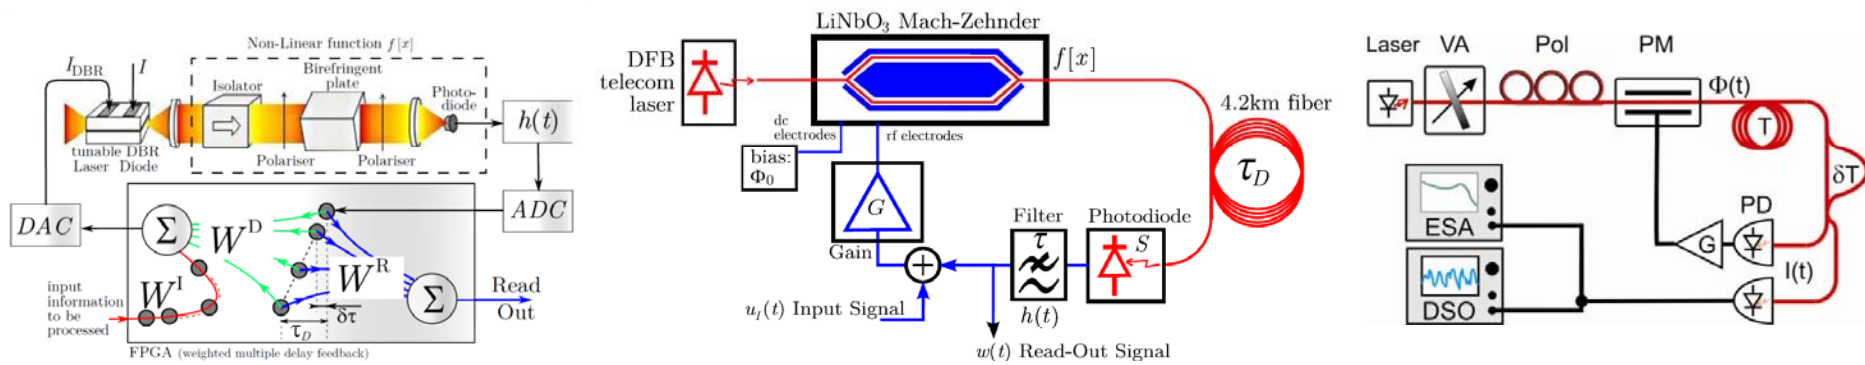 Non-Linear function f[x]
I_DBR
I
Isolator
Birefringent
plate
Photo-
diode
h(t)
tunable DBR
Laser Diode
Polariser
Polariser
DAC
Σ
W^D
ADC
W^I
W^R
Σ
Read
Out
input
information
to be
processed
δτ
τ_D
FPGA (weighted multiple delay feedback)
LiNbO₃ Mach-Zehnder
DFB
telecom
laser
f[x]
4.2km fiber
dc
electrodes
rf electrodes
bias:
Φ₀
τ_D
G
Gain
Filter
τ
Photodiode
S
+
u_I(t) Input Signal
h(t)
w(t) Read-Out Signal
Laser
VA
Pol
PM
Φ(t)
T
δT
ESA
PD
G
I(t)
DSO